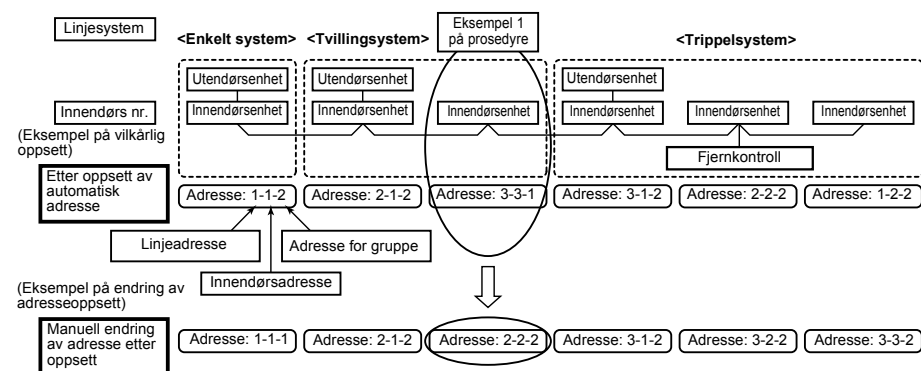 Linjesystem
<Enkelt system>
<Tvillingsystem>
Eksempel 1
på prosedyre
<Trippelsystem>
Utendørsenhet
Utendørsenhet
Utendørsenhet
Innendørs nr.
Innendørsenhet
Innendørsenhet
Innendørsenhet
Innendørsenhet
Innendørsenhet
Innendørsenhet
(Eksempel på vilkårlig
oppsett)
Fjernkontroll
Etter oppsett av
automatisk
adresse
Adresse: 1-1-2
Adresse: 2-1-2
Adresse: 3-3-1
Adresse: 3-1-2
Adresse: 2-2-2
Adresse: 1-2-2
Linjeadresse
Adresse for gruppe
Innendørsadresse
(Eksempel på endring av
adresseoppsett)
Manuell endring
av adresse etter
oppsett
Adresse: 1-1-1
Adresse: 2-1-2
Adresse: 2-2-2
Adresse: 3-1-2
Adresse: 3-2-2
Adresse: 3-3-2